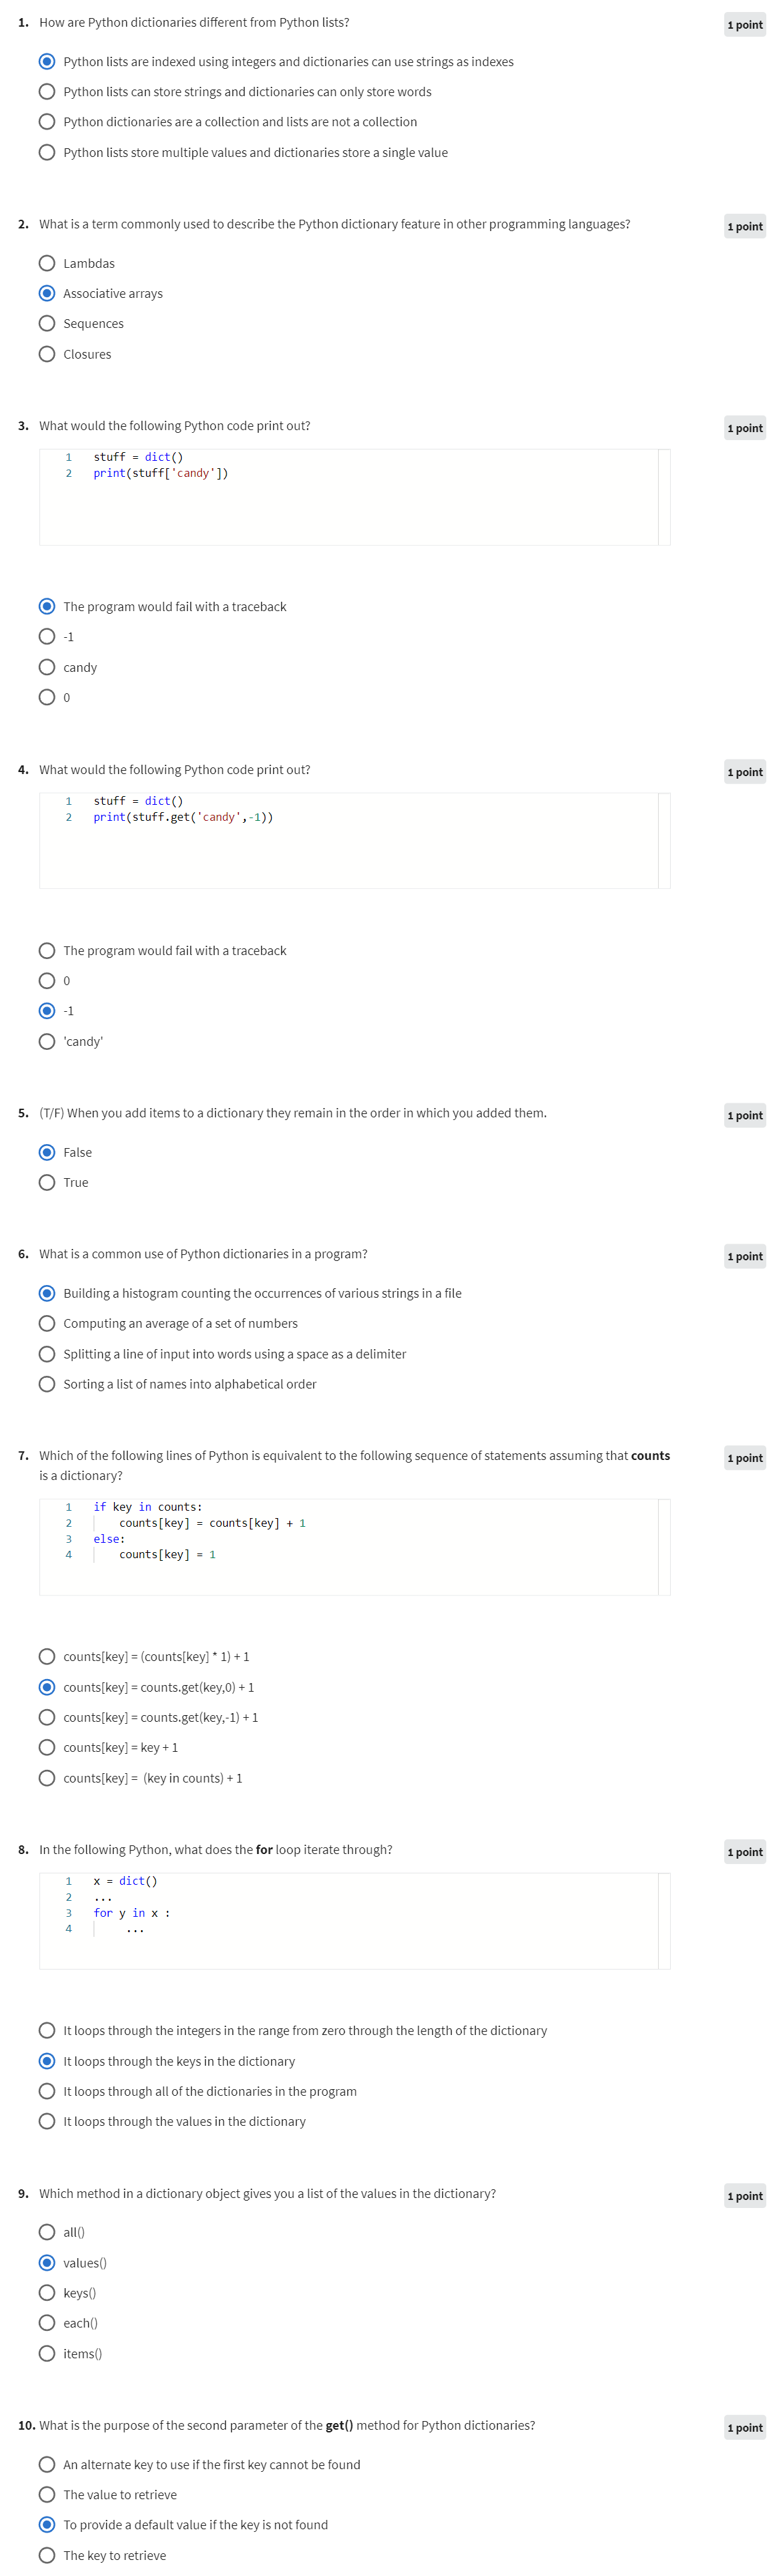 1. How are Python dictionaries different from Python lists?
1 point
Python lists are indexed using integers and dictionaries can use strings as indexes
Python lists can store strings and dictionaries can only store words
Python dictionaries are a collection and lists are not a collection
Python lists store multiple values and dictionaries store a single value
2. What is a term commonly used to describe the Python dictionary feature in other programming languages?
1 point
Lambdas
Associative arrays
Sequences
Closures
3. What would the following Python code print out?
1 point
1 stuff = dict()
2 print(stuff['candy'])
The program would fail with a traceback
-1
candy
0
4. What would the following Python code print out?
1 point
1 stuff = dict()
2 print(stuff.get('candy',-1))
The program would fail with a traceback
0
-1
'candy'
5. (T/F) When you add items to a dictionary they remain in the order in which you added them.
1 point
False
True
6. What is a common use of Python dictionaries in a program?
1 point
Building a histogram counting the occurrences of various strings in a file
Computing an average of a set of numbers
Splitting a line of input into words using a space as a delimiter
Sorting a list of names into alphabetical order
7. Which of the following lines of Python is equivalent to the following sequence of statements assuming that counts
is a dictionary?
1 point
1 if key in counts:
2 counts[key] = counts[key] + 1
3 else:
4 counts[key] = 1
counts[key] = (counts[key] * 1) + 1
counts[key] = counts.get(key,0) + 1
counts[key] = counts.get(key,-1) + 1
counts[key] = key + 1
counts[key] = (key in counts) + 1
8. In the following Python, what does the for loop iterate through?
1 point
1 x = dict()
2 ...
3 for y in x :
4 ...
It loops through the integers in the range from zero through the length of the dictionary
It loops through the keys in the dictionary
It loops through all of the dictionaries in the program
It loops through the values in the dictionary
9. Which method in a dictionary object gives you a list of the values in the dictionary?
1 point
all()
values()
keys()
each()
items()
10. What is the purpose of the second parameter of the get() method for Python dictionaries?
1 point
An alternate key to use if the first key cannot be found
The value to retrieve
To provide a default value if the key is not found
The key to retrieve